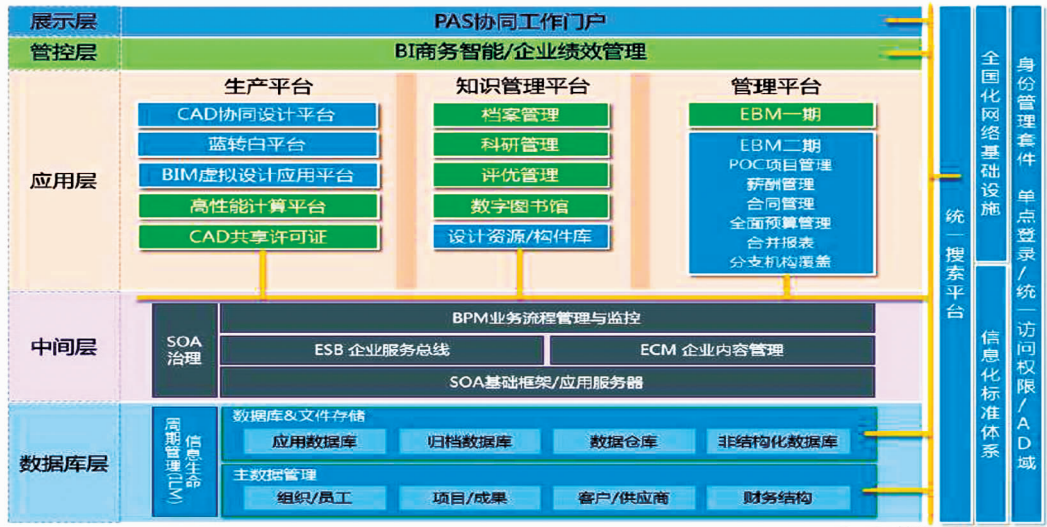 展示层
PAS协同工作门户
管控层
BI商务智能/企业绩效管理
应用层
生产平台
CAD协同设计平台
蓝转白平台
BIM虚拟设计应用平台
高性能计算平台
CAD共享许可证
知识管理平台
档案管理
科研管理
评优管理
数字图书馆
设计资源/构件库
管理平台
EBM一期
EBM二期
POC项目管理
薪酬管理
合同管理
全面预算管理
合并报表
分支机构覆盖
中间层
SOA
治理
BPM业务流程管理与监控
ESB 企业服务总线
ECM 企业内容管理
SOA基础框架/应用服务器
数据库层
信息生命
周期管理(ILM)
数据库&文件存储
应用数据库
归档数据库
数据仓库
非结构化数据库
主数据管理
组织/员工
项目/成果
客户/供应商
财务结构
统一搜索平台
全国化网络基础设施
信息化标准体系
身份管理套件 单点登录/统一访问权限/AD域